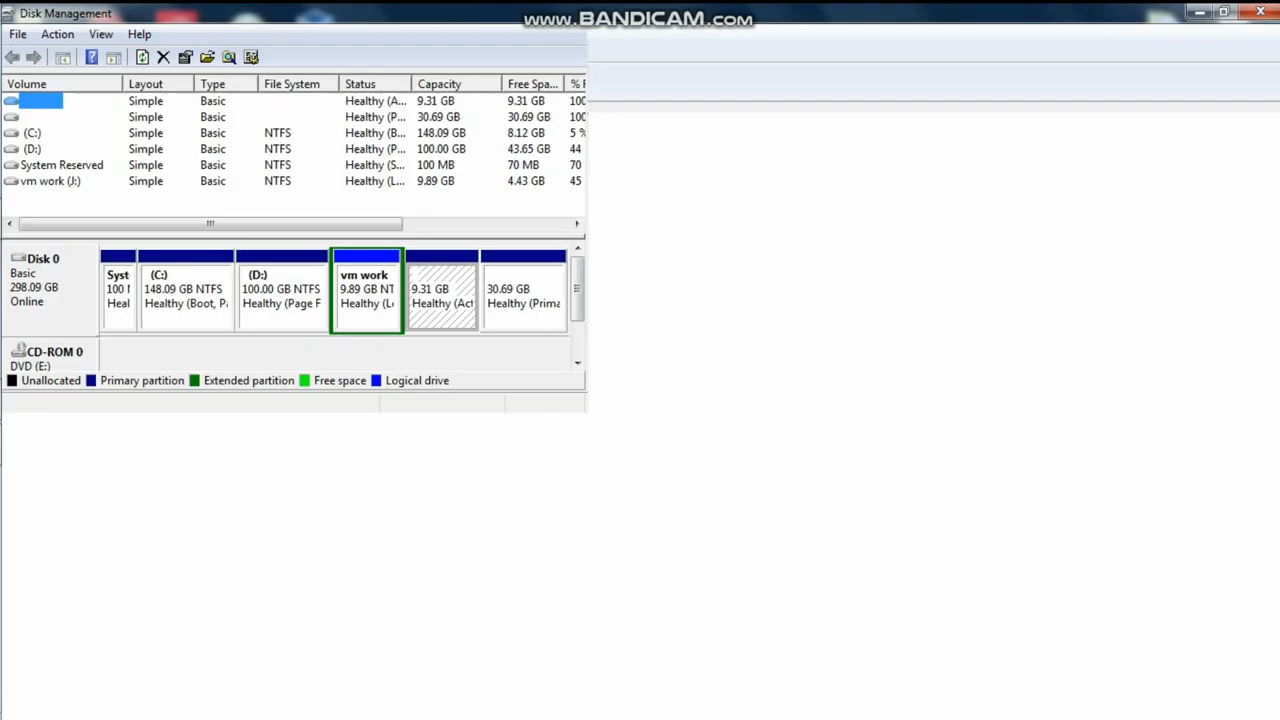 Disk Management
www.BANDICAM.com
File Action View Help
Volume Layout Type File System Status Capacity Free Spa... % F
Simple Basic Healthy (A... 9.31 GB 9.31 GB 100
Simple Basic Healthy (P... 30.69 GB 30.69 GB 100
(C:) Simple Basic NTFS Healthy (B... 148.09 GB 8.12 GB 5 %
(D:) Simple Basic NTFS Healthy (P... 100.00 GB 43.65 GB 44
System Reserved Simple Basic NTFS Healthy (S... 100 MB 70 MB 70
vm work (J:) Simple Basic NTFS Healthy (L... 9.89 GB 4.43 GB 45
Disk 0
Basic
298.09 GB
Online
Syst
100 M
Heal
(C:)
148.09 GB NTFS
Healthy (Boot, Pa
(D:)
100.00 GB NTFS
Healthy (Page F
vm work
9.89 GB NT
Healthy (Lo
9.31 GB
Healthy (Act
30.69 GB
Healthy (Prima
CD-ROM 0
DVD (E:)
Unallocated Primary partition Extended partition Free space Logical drive